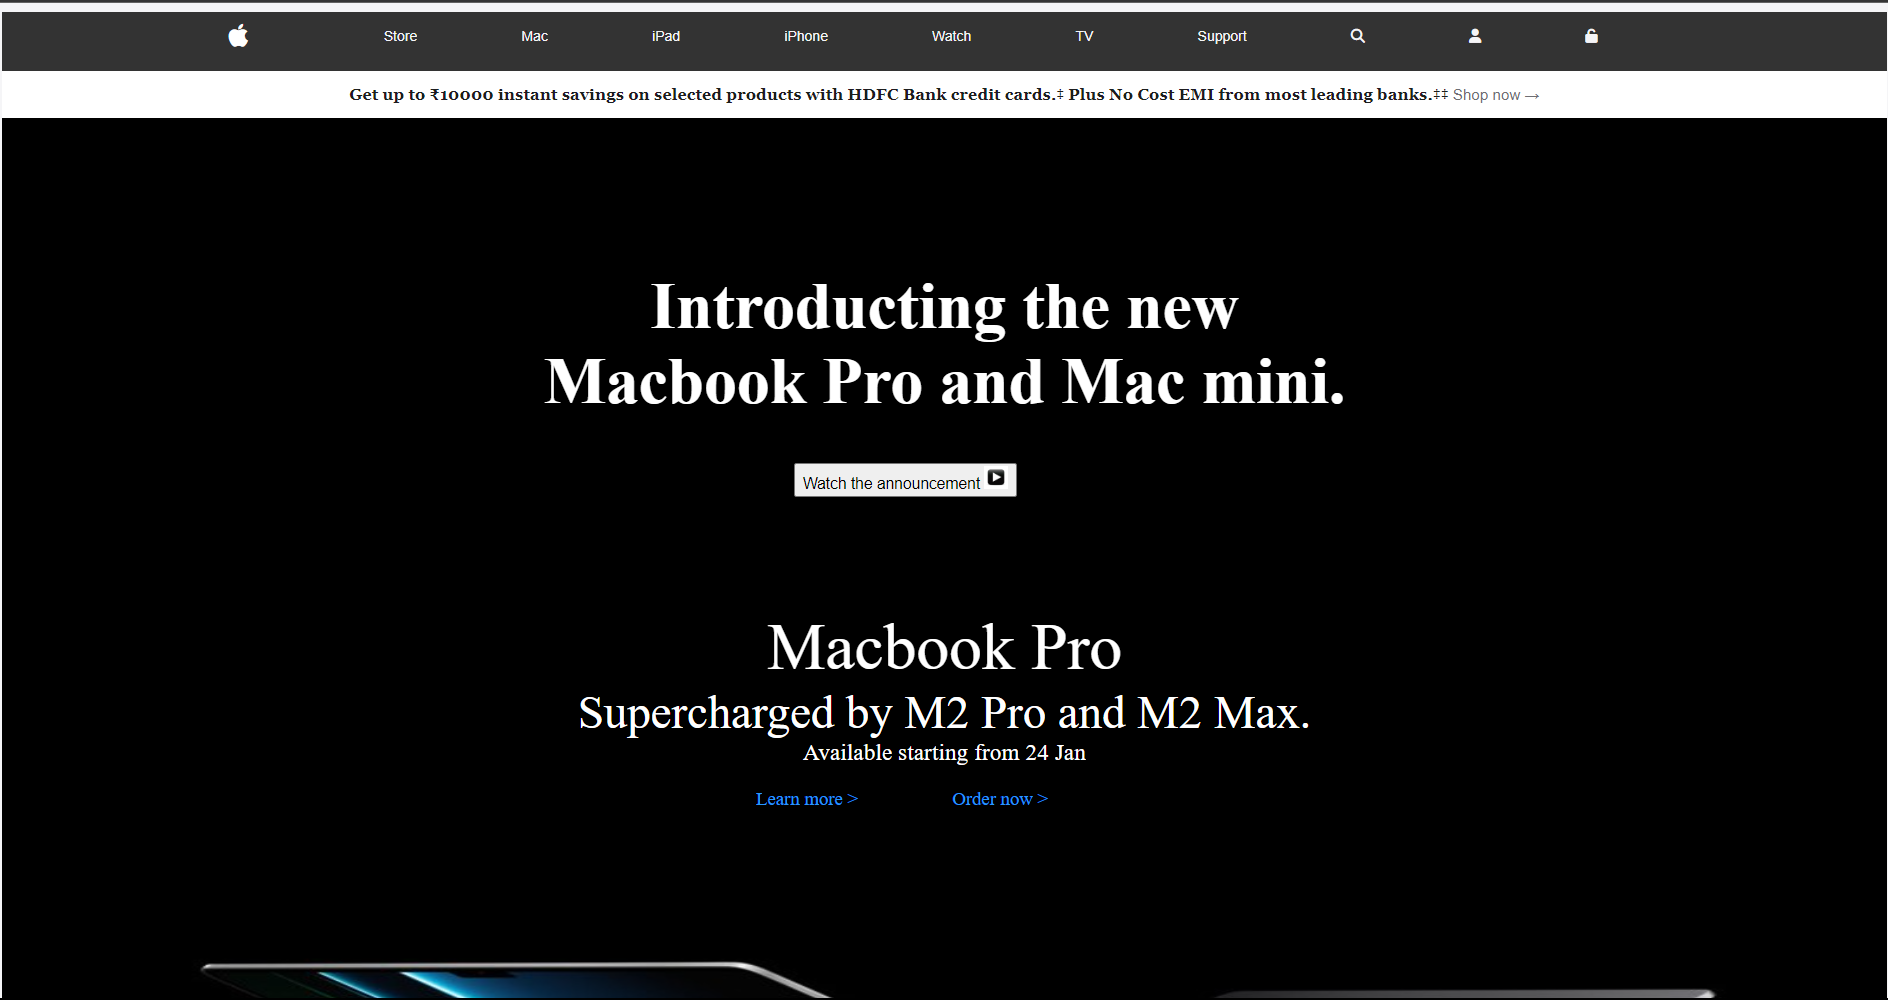 Store Mac iPad iPhone Watch TV Support
Get up to ₹10000 instant savings on selected products with HDFC Bank credit cards.‡ Plus No Cost EMI from most leading banks.‡‡ Shop now →
Introducting the new
Macbook Pro and Mac mini.
Watch the announcement
Macbook Pro
Supercharged by M2 Pro and M2 Max.
Available starting from 24 Jan
Learn more > Order now >